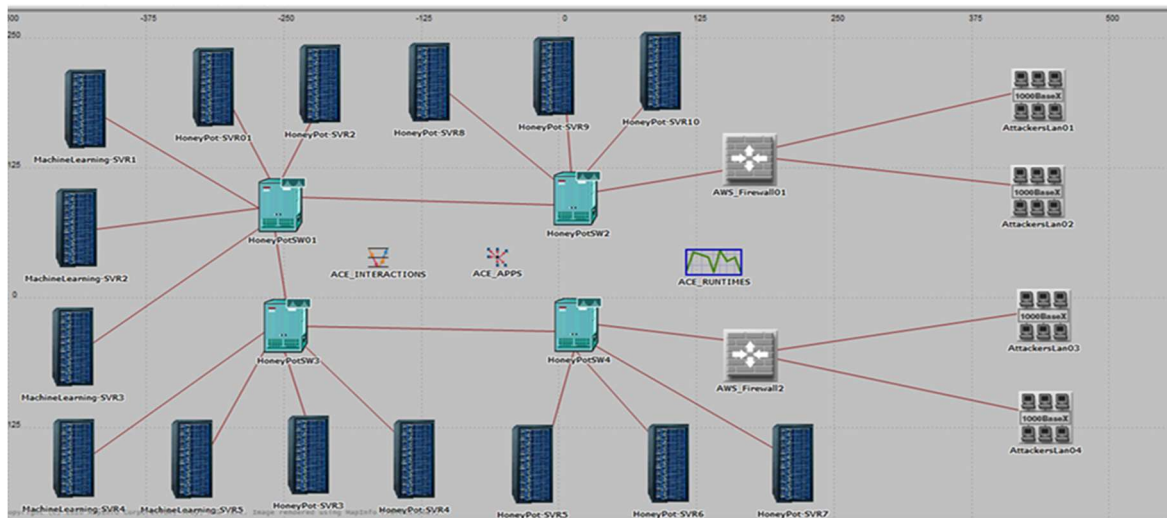 -375 -250 -125 0 125 250 375 500
250
HoneyPot-SVR01
HoneyPot-SVR2
HoneyPot-SVR8
HoneyPot-SVR9
HoneyPot-SVR10
1000BaseX
AttackersLan01
MachineLearning-SVR1
125
AWS_Firewall01
1000BaseX
AttackersLan02
HoneyPotSW01
HoneyPotSW2
MachineLearning-SVR2
ACE_INTERACTIONS
ACE_APPS
ACE_RUNTIMES
0
1000BaseX
AttackersLan03
HoneyPotSW3
HoneyPotSW4
AWS_Firewall2
MachineLearning-SVR3
125
1000BaseX
AttackersLan04
MachineLearning-SVR4
MachineLearning-SVR5
HoneyPot-SVR3
HoneyPot-SVR4
HoneyPot-SVR5
HoneyPot-SVR6
HoneyPot-SVR7
Image rendered using MapInfo